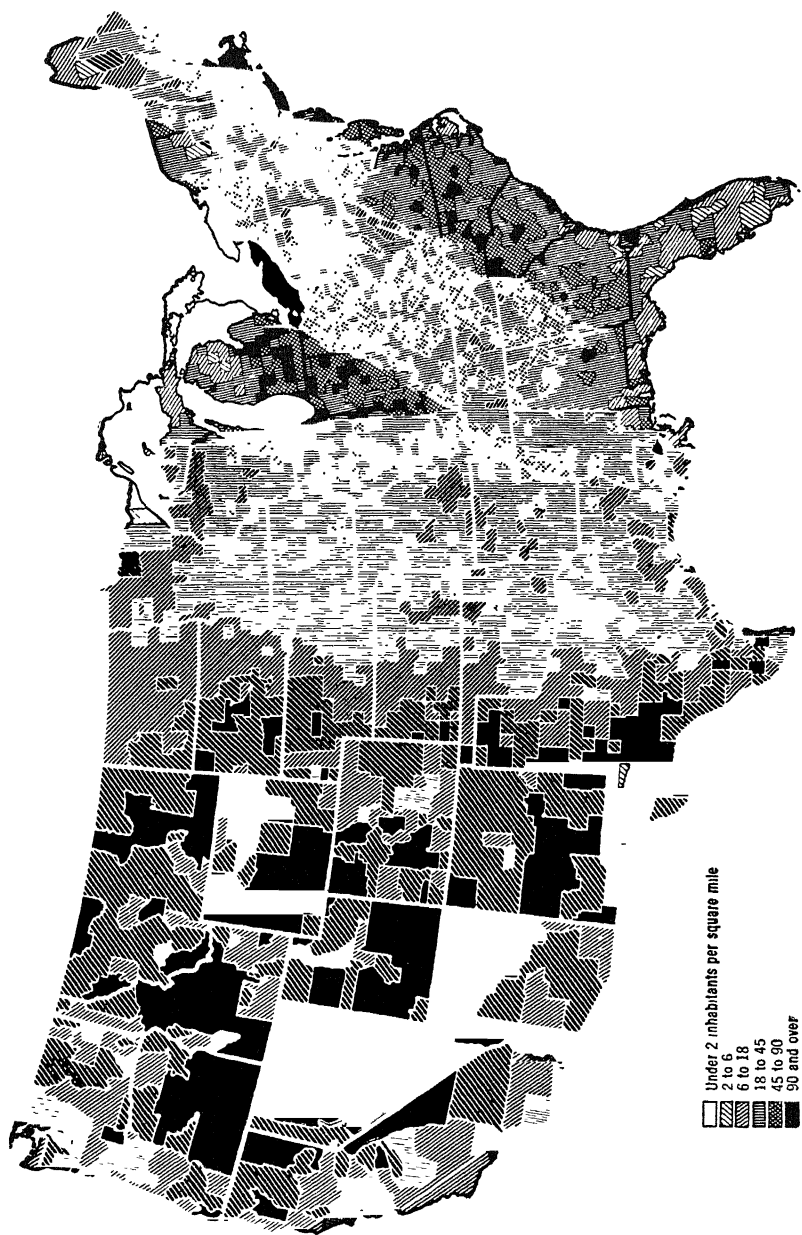 Under 2 inhabitants per square mile
2 to 6
6 to 18
18 to 45
45 to 90
90 and over